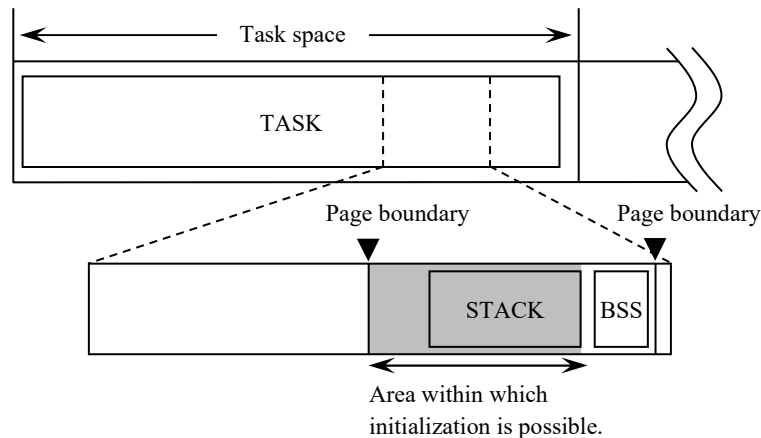 Task space
TASK
Page boundary
Page boundary
STACK
BSS
Area within which
initialization is possible.